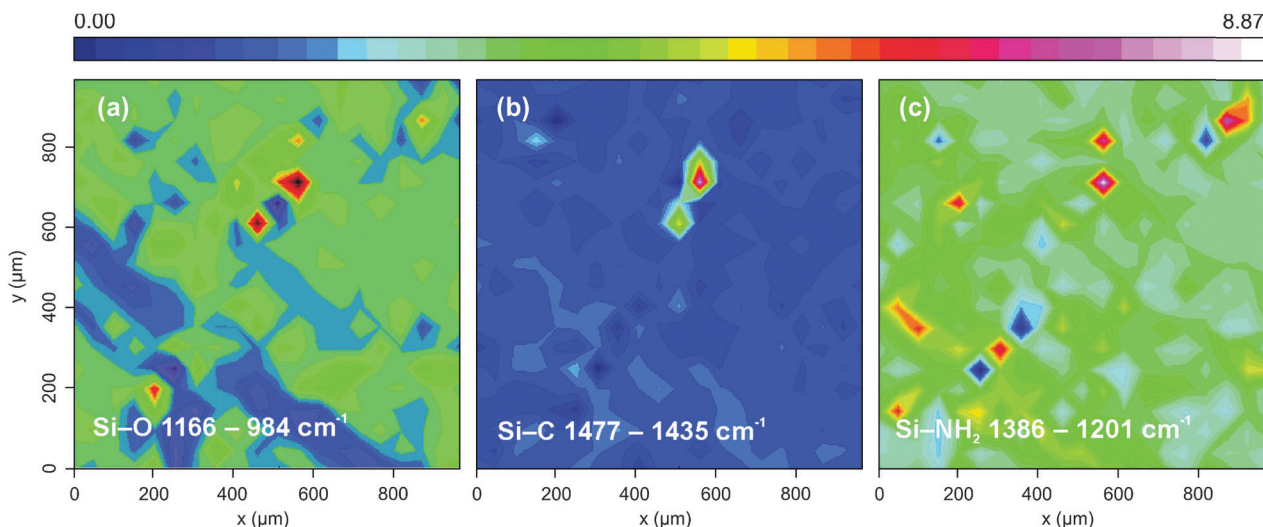 0.00 8.87
(a) (b) (c)
800
600
400
200
0
y (µm)
Si–O 1166 – 984 cm⁻¹
Si–C 1477 – 1435 cm⁻¹
Si–NH₂ 1386 – 1201 cm⁻¹
0 200 400 600 800
0 200 400 600 800
0 200 400 600 800
x (µm) x (µm) x (µm)